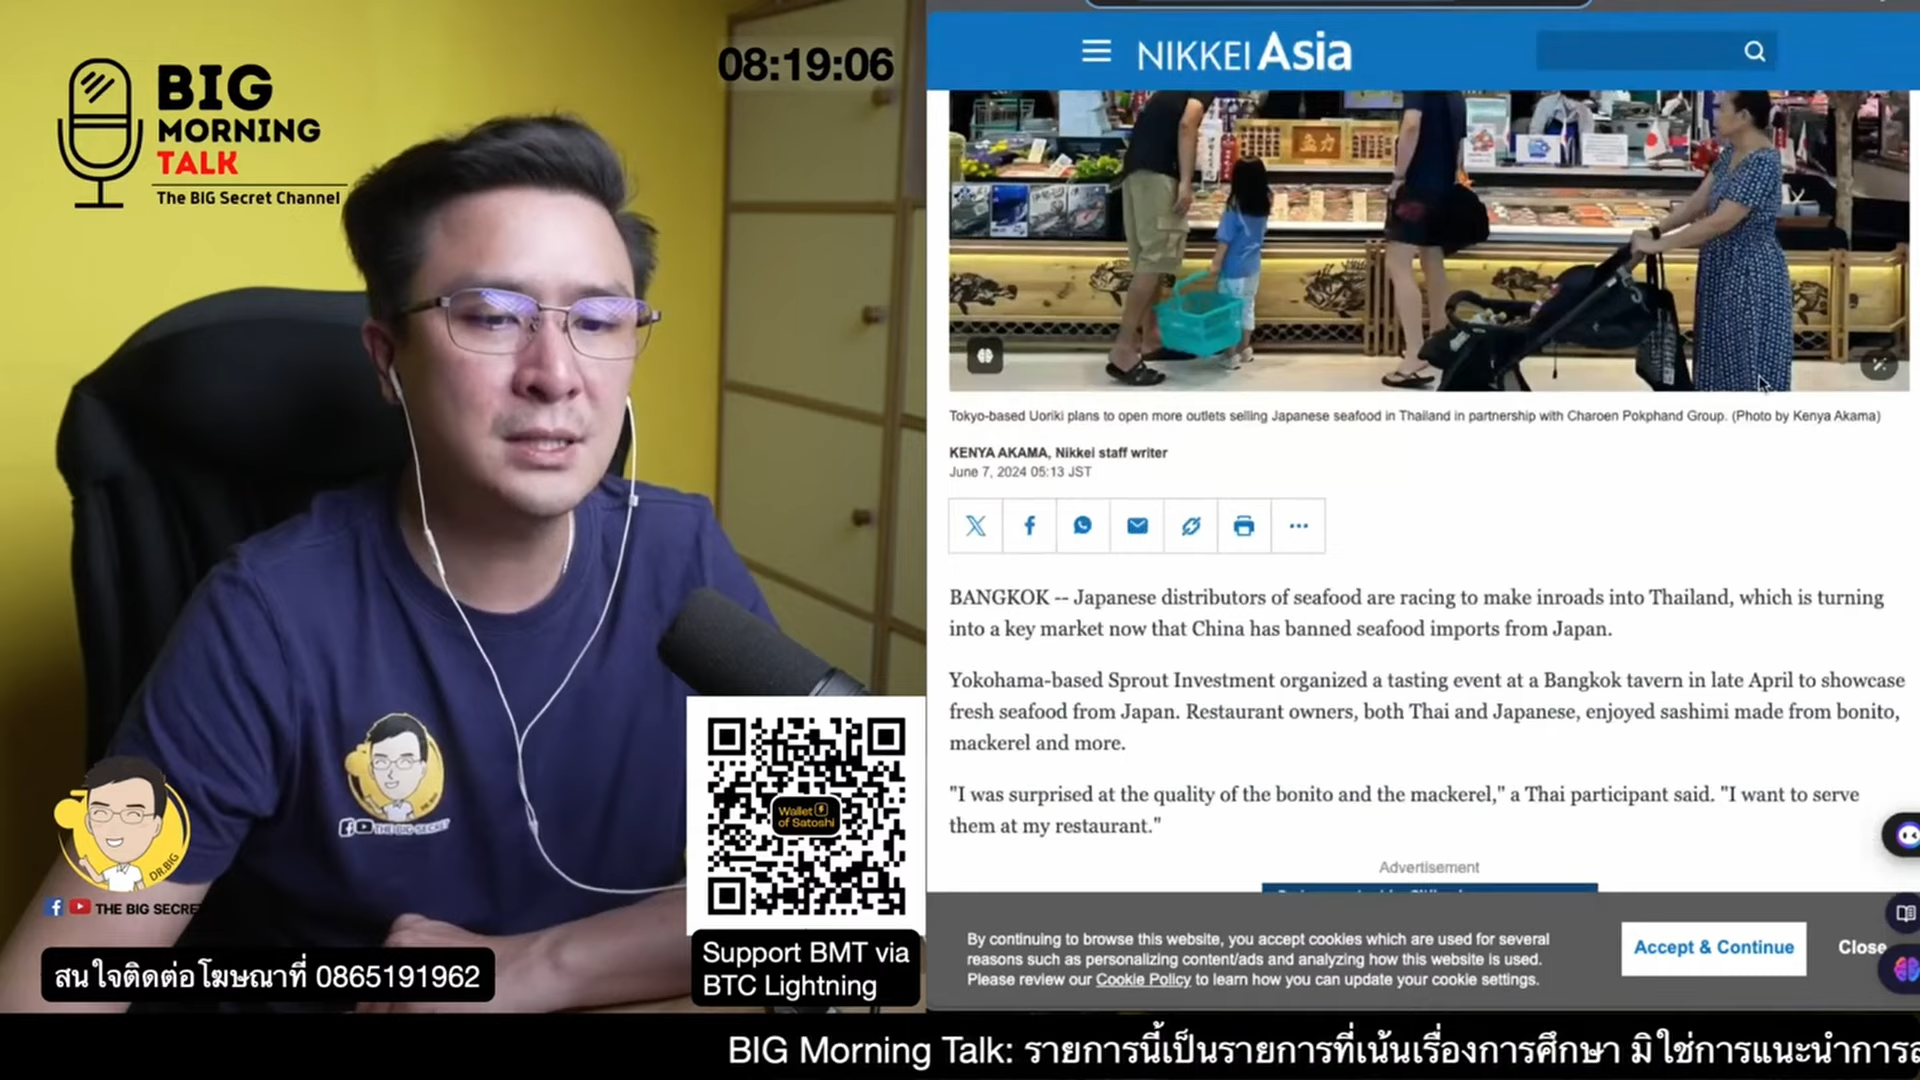 BIG
MORNING
TALK
The BIG Secret Channel
08:19:06
DR.BIG
THE BIG SECRET
THE BIG SECRE
สนใจติดต่อโฆษณาที่ 0865191962
Wallet
of Satoshi
Support BMT via
BTC Lightning
NIKKEI Asia
Tokyo-based Uoriki plans to open more outlets selling Japanese seafood in Thailand in partnership with Charoen Pokphand Group. (Photo by Kenya Akama)
KENYA AKAMA, Nikkei staff writer
June 7, 2024 05:13 JST
BANGKOK -- Japanese distributors of seafood are racing to make inroads into Thailand, which is turning
into a key market now that China has banned seafood imports from Japan.
Yokohama-based Sprout Investment organized a tasting event at a Bangkok tavern in late April to showcase
fresh seafood from Japan. Restaurant owners, both Thai and Japanese, enjoyed sashimi made from bonito,
mackerel and more.
"I was surprised at the quality of the bonito and the mackerel," a Thai participant said. "I want to serve
them at my restaurant."
Advertisement
By continuing to browse this website, you accept cookies which are used for several
reasons such as personalizing content/ads and analyzing how this website is used.
Please review our Cookie Policy to learn how you can update your cookie settings.
Accept & Continue
Close
BIG Morning Talk: รายการนี้เป็นรายการที่เน้นเรื่องการศึกษา มิใช่การแนะนำการล